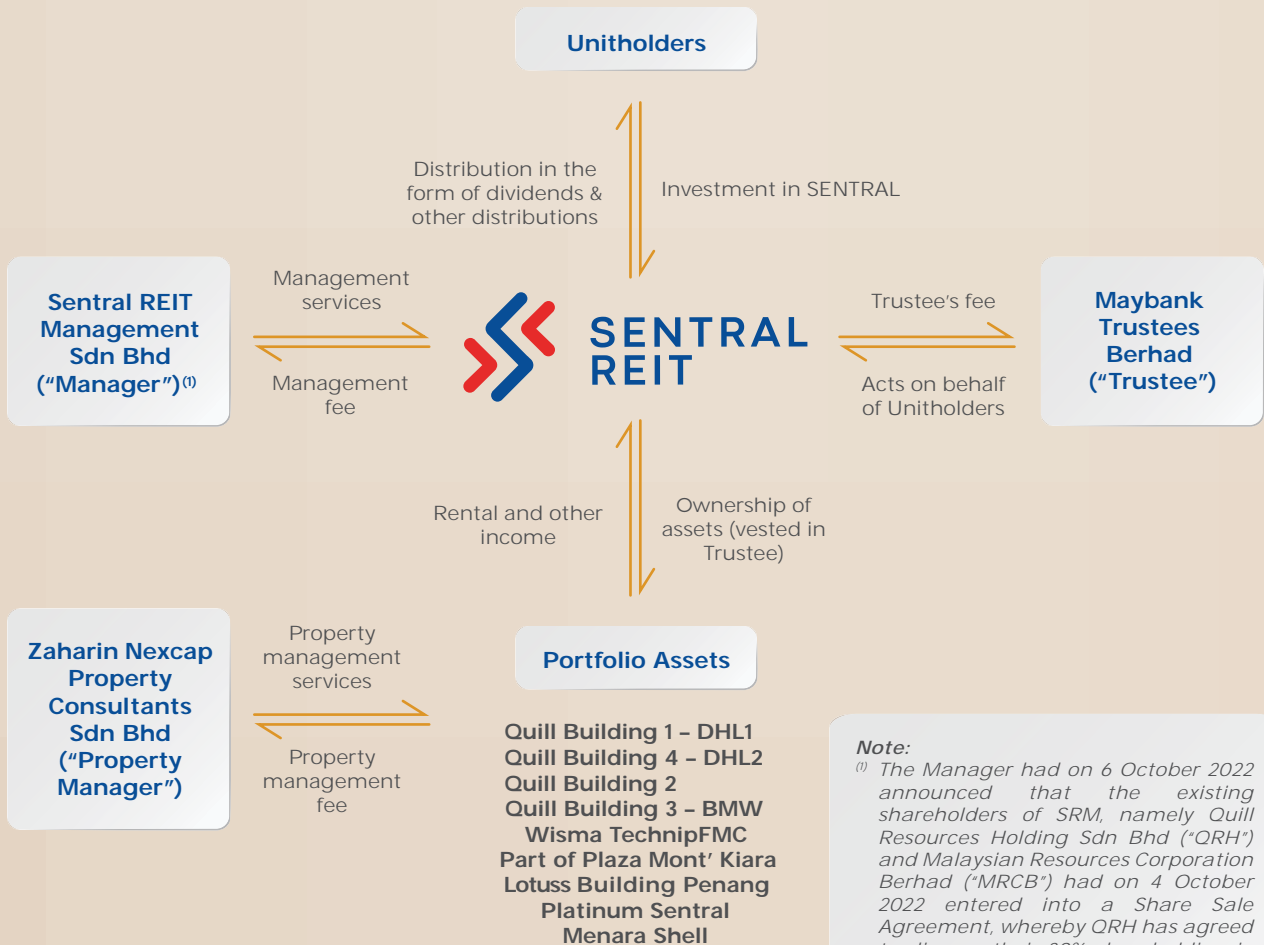 Unitholders
Distribution in the
form of dividends &
other distributions
Investment in SENTRAL
Sentral REIT
Management
Sdn Bhd
(“Manager”)(1)
Management
services
Management
fee
SENTRAL
REIT
Trustee's fee
Acts on behalf
of Unitholders
Maybank
Trustees
Berhad
(“Trustee”)
Rental and other
income
Ownership of
assets (vested in
Trustee)
Zaharin Nexcap
Property
Consultants
Sdn Bhd
(“Property
Manager”)
Property
management
services
Property
management
fee
Portfolio Assets
Quill Building 1 – DHL1
Quill Building 4 – DHL2
Quill Building 2
Quill Building 3 – BMW
Wisma TechnipFMC
Part of Plaza Mont' Kiara
Lotuss Building Penang
Platinum Sentral
Menara Shell
Note:
(1) The Manager had on 6 October 2022
announced that the existing
shareholders of SRM, namely Quill
Resources Holding Sdn Bhd (“QRH”)
and Malaysian Resources Corporation
Berhad (“MRCB”) had on 4 October
2022 entered into a Share Sale
Agreement, whereby QRH has agreed